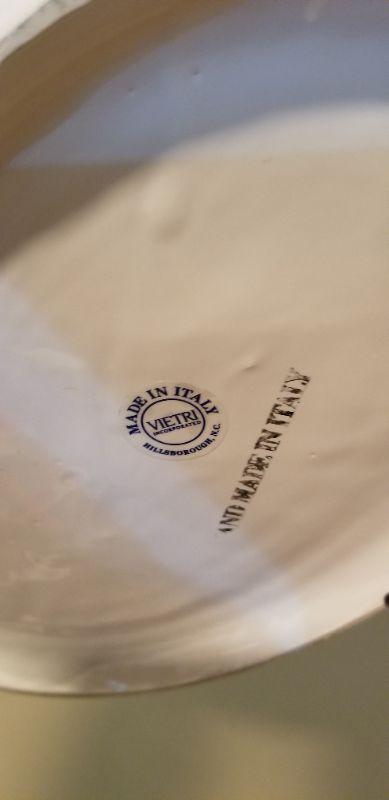 MADE IN ITALY
VIETRI
INCORPORATED
HILLSBOROUGH, N.C.
AND MADE IN ITALY